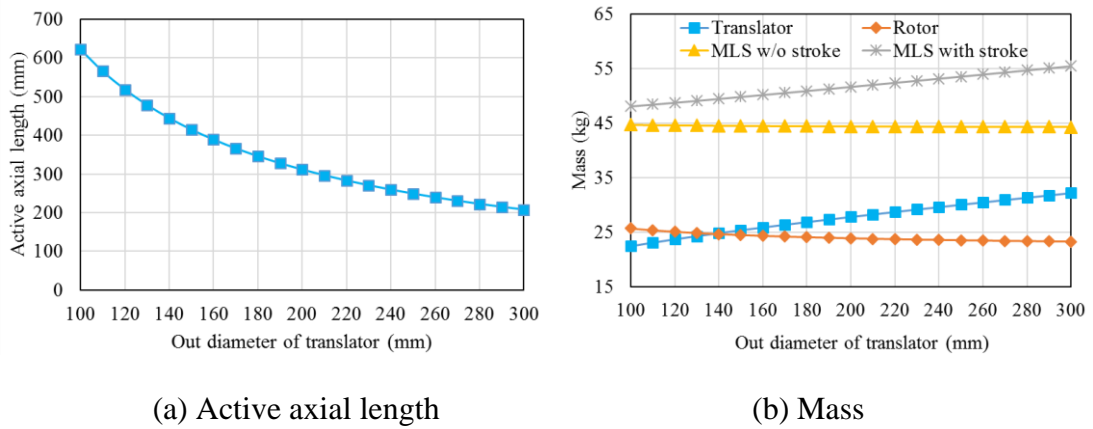 700
600
500
400
300
200
100
0
Active axial length (mm)
100 120 140 160 180 200 220 240 260 280 300
Out diameter of translator (mm)
(a) Active axial length
65
55
45
35
25
15
Mass (kg)
Translator Rotor
MLS w/o stroke MLS with stroke
100 120 140 160 180 200 220 240 260 280 300
Out diameter of translator (mm)
(b) Mass